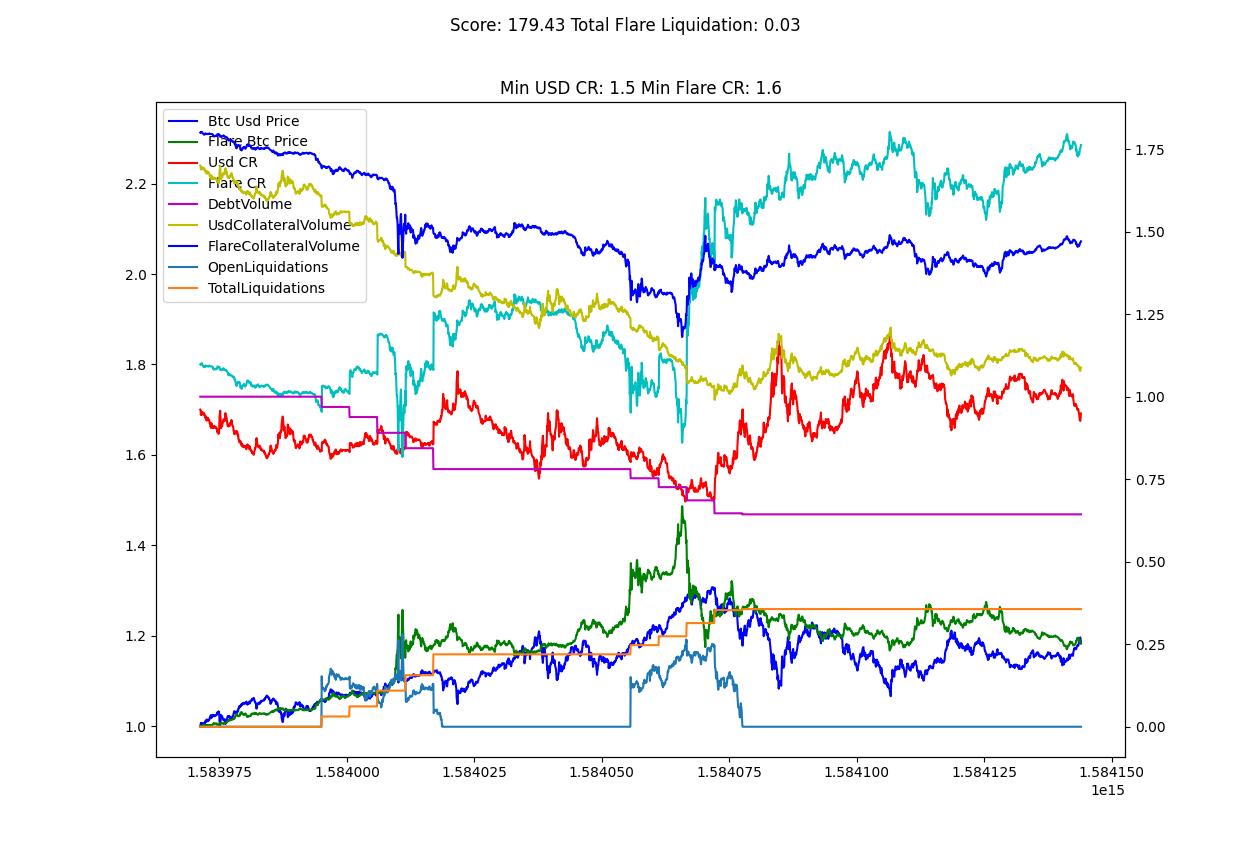 Score: 179.43 Total Flare Liquidation: 0.03
Min USD CR: 1.5 Min Flare CR: 1.6
Btc Usd Price
Flare Btc Price
Usd CR
Flare CR
DebtVolume
UsdCollateralVolume
FlareCollateralVolume
OpenLiquidations
TotalLiquidations
2.2
2.0
1.8
1.6
1.4
1.2
1.0
1.75
1.50
1.25
1.00
0.75
0.50
0.25
0.00
1.583975 1.584000 1.584025 1.584050 1.584075 1.584100 1.584125 1.584150
1e15